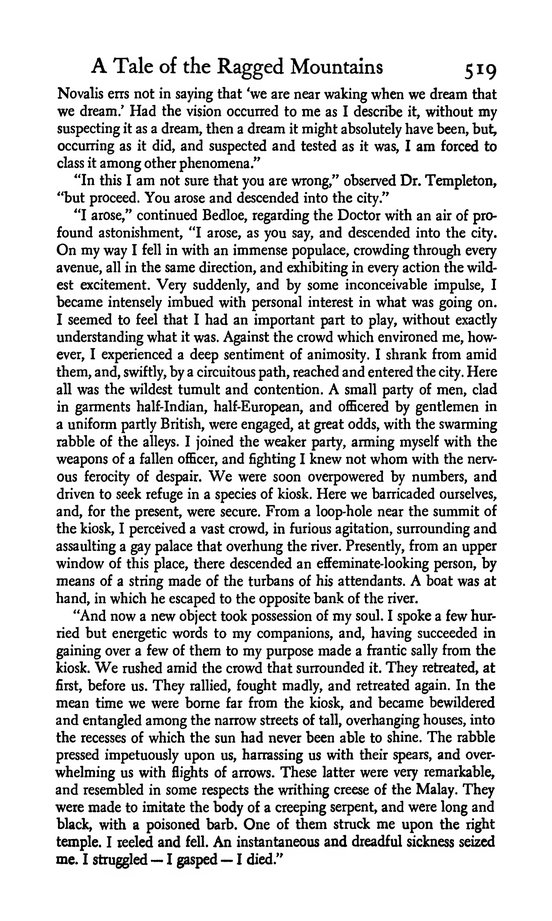 A Tale of the Ragged Mountains 519
Novalis errs not in saying that ‘we are near waking when we dream that
we dream.’ Had the vision occurred to me as I describe it, without my
suspecting it as a dream, then a dream it might absolutely have been, but,
occurring as it did, and suspected and tested as it was, I am forced to
class it among other phenomena.”
“In this I am not sure that you are wrong,” observed Dr. Templeton,
“but proceed. You arose and descended into the city.”
“I arose,” continued Bedloe, regarding the Doctor with an air of pro-
found astonishment, “I arose, as you say, and descended into the city.
On my way I fell in with an immense populace, crowding through every
avenue, all in the same direction, and exhibiting in every action the wild-
est excitement. Very suddenly, and by some inconceivable impulse, I
became intensely imbued with personal interest in what was going on.
I seemed to feel that I had an important part to play, without exactly
understanding what it was. Against the crowd which environed me, how-
ever, I experienced a deep sentiment of animosity. I shrank from amid
them, and, swiftly, by a circuitous path, reached and entered the city. Here
all was the wildest tumult and contention. A small party of men, clad
in garments half-Indian, half-European, and officered by gentlemen in
a uniform partly British, were engaged, at great odds, with the swarming
rabble of the alleys. I joined the weaker party, arming myself with the
weapons of a fallen officer, and fighting I knew not whom with the nerv-
ous ferocity of despair. We were soon overpowered by numbers, and
driven to seek refuge in a species of kiosk. Here we barricaded ourselves,
and, for the present, were secure. From a loop-hole near the summit of
the kiosk, I perceived a vast crowd, in furious agitation, surrounding and
assaulting a gay palace that overhung the river. Presently, from an upper
window of this place, there descended an effeminate-looking person, by
means of a string made of the turbans of his attendants. A boat was at
hand, in which he escaped to the opposite bank of the river.
“And now a new object took possession of my soul. I spoke a few hur-
ried but energetic words to my companions, and, having succeeded in
gaining over a few of them to my purpose made a frantic sally from the
kiosk. We rushed amid the crowd that surrounded it. They retreated, at
first, before us. They rallied, fought madly, and retreated again. In the
mean time we were borne far from the kiosk, and became bewildered
and entangled among the narrow streets of tall, overhanging houses, into
the recesses of which the sun had never been able to shine. The rabble
pressed impetuously upon us, harrassing us with their spears, and over-
whelming us with flights of arrows. These latter were very remarkable,
and resembled in some respects the writhing creese of the Malay. They
were made to imitate the body of a creeping serpent, and were long and
black, with a poisoned barb. One of them struck me upon the right
temple. I reeled and fell. An instantaneous and dreadful sickness seized
me. I struggled — I gasped — I died.”